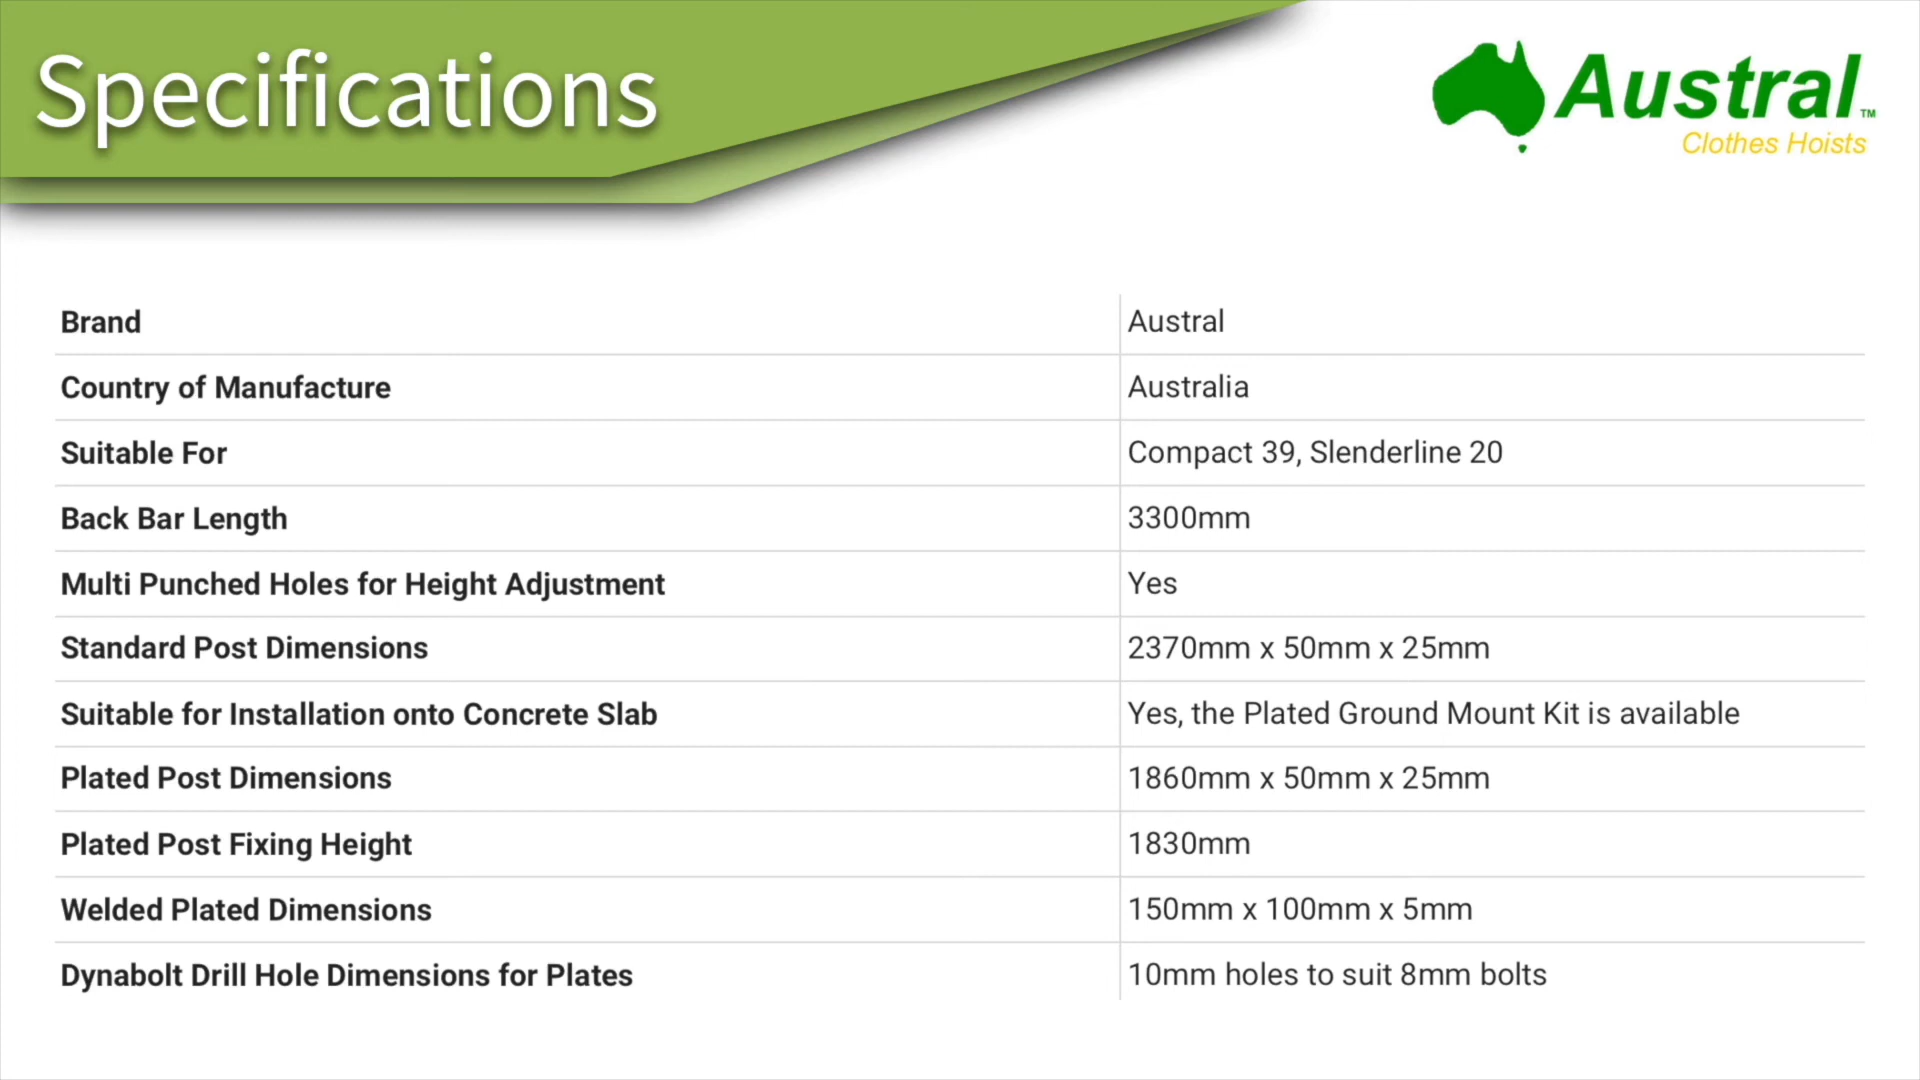 Specifications
Austral™
Clothes Hoists
Brand Austral
Country of Manufacture Australia
Suitable For Compact 39, Slenderline 20
Back Bar Length 3300mm
Multi Punched Holes for Height Adjustment Yes
Standard Post Dimensions 2370mm x 50mm x 25mm
Suitable for Installation onto Concrete Slab Yes, the Plated Ground Mount Kit is available
Plated Post Dimensions 1860mm x 50mm x 25mm
Plated Post Fixing Height 1830mm
Welded Plated Dimensions 150mm x 100mm x 5mm
Dynabolt Drill Hole Dimensions for Plates 10mm holes to suit 8mm bolts